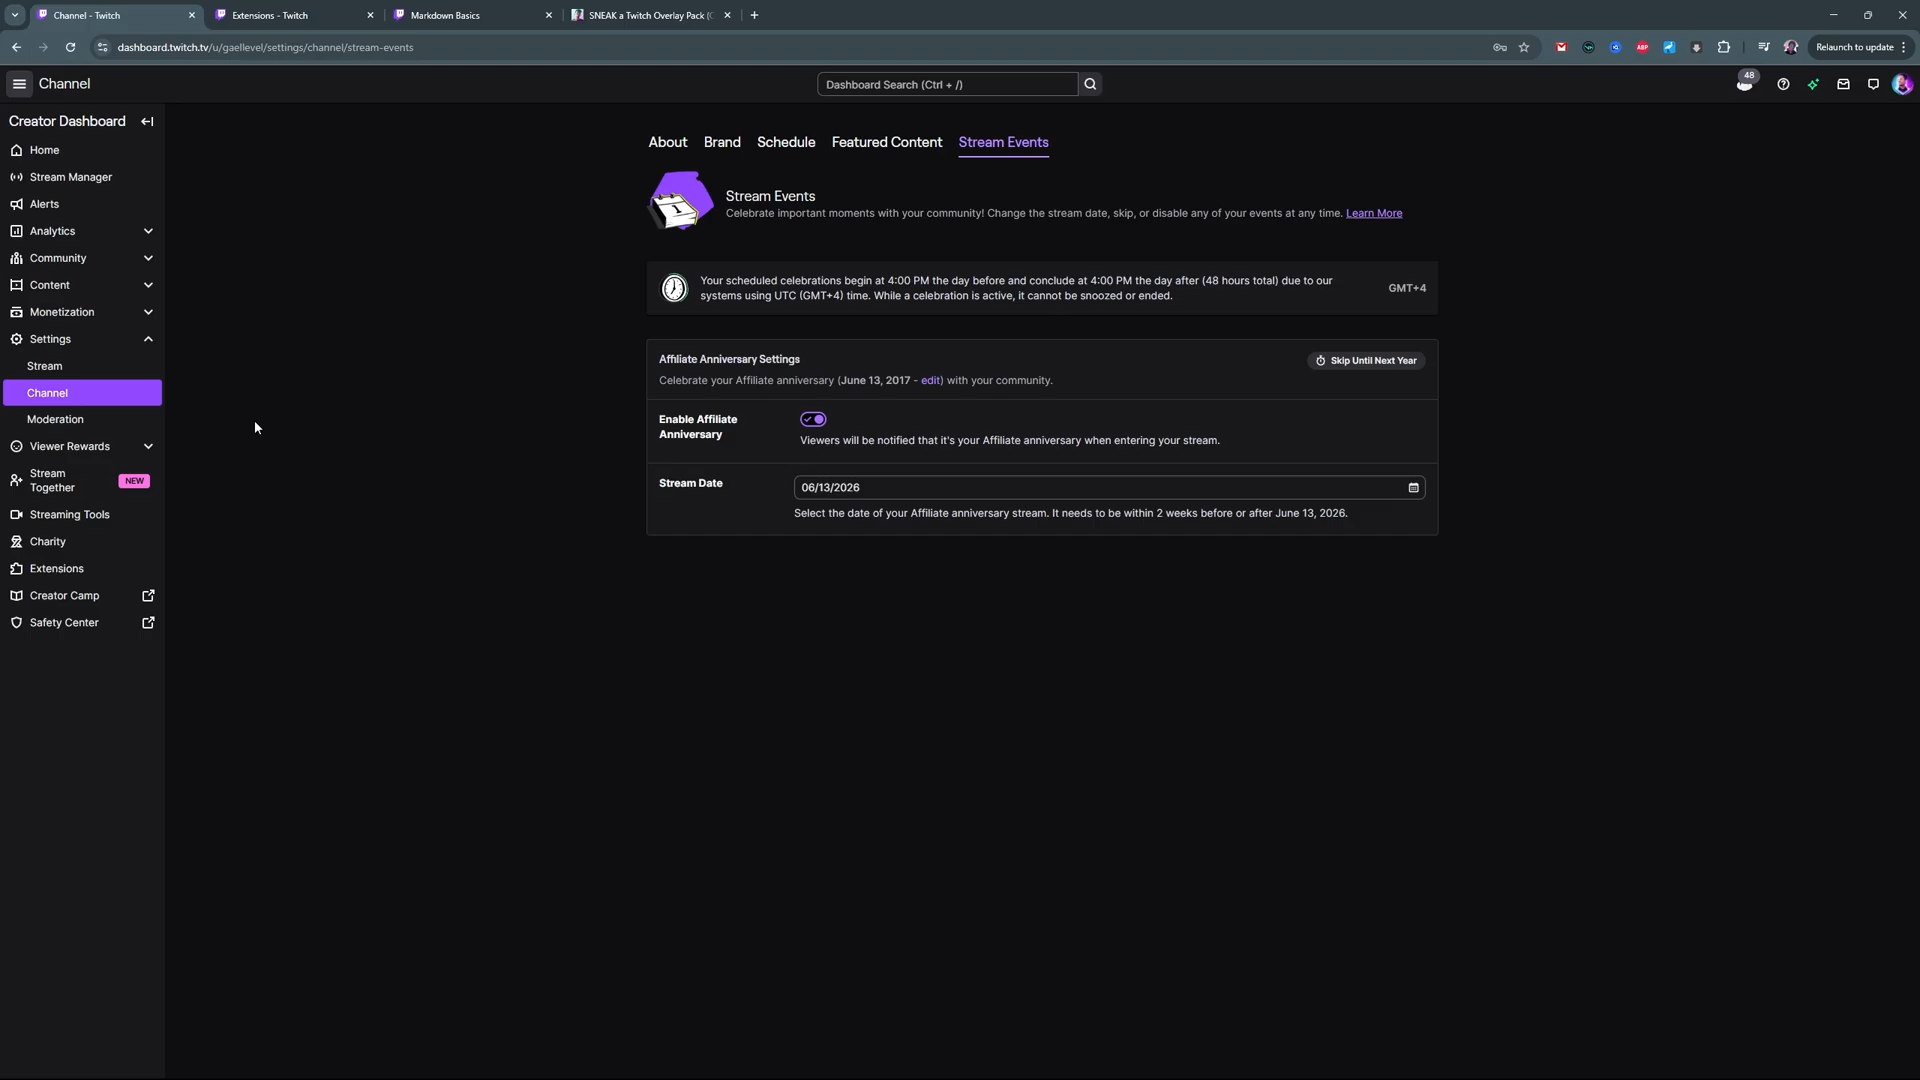 Channel - Twitch
Extensions - Twitch
Markdown Basics
SNEAK a Twitch Overlay Pack (
dashboard.twitch.tv/u/gaellevel/settings/channel/stream-events
ABP
Relaunch to update
Channel
Dashboard Search (Ctrl + /)
48
Creator Dashboard
Home
Stream Manager
Alerts
Analytics
Community
Content
Monetization
Settings
Stream
Channel
Moderation
Viewer Rewards
Stream
Together
NEW
Streaming Tools
Charity
Extensions
Creator Camp
Safety Center
About
Brand
Schedule
Featured Content
Stream Events
Stream Events
Celebrate important moments with your community! Change the stream date, skip, or disable any of your events at any time. Learn More
Your scheduled celebrations begin at 4:00 PM the day before and conclude at 4:00 PM the day after (48 hours total) due to our
systems using UTC (GMT+4) time. While a celebration is active, it cannot be snoozed or ended.
GMT+4
Affiliate Anniversary Settings
Skip Until Next Year
Celebrate your Affiliate anniversary (June 13, 2017 - edit) with your community.
Enable Affiliate
Anniversary
Viewers will be notified that it's your Affiliate anniversary when entering your stream.
Stream Date
06/13/2026
Select the date of your Affiliate anniversary stream. It needs to be within 2 weeks before or after June 13, 2026.